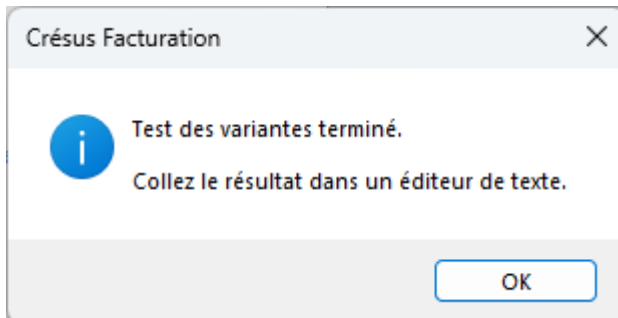 Crésus Facturation
Test des variantes terminé.
Collez le résultat dans un éditeur de texte.
OK